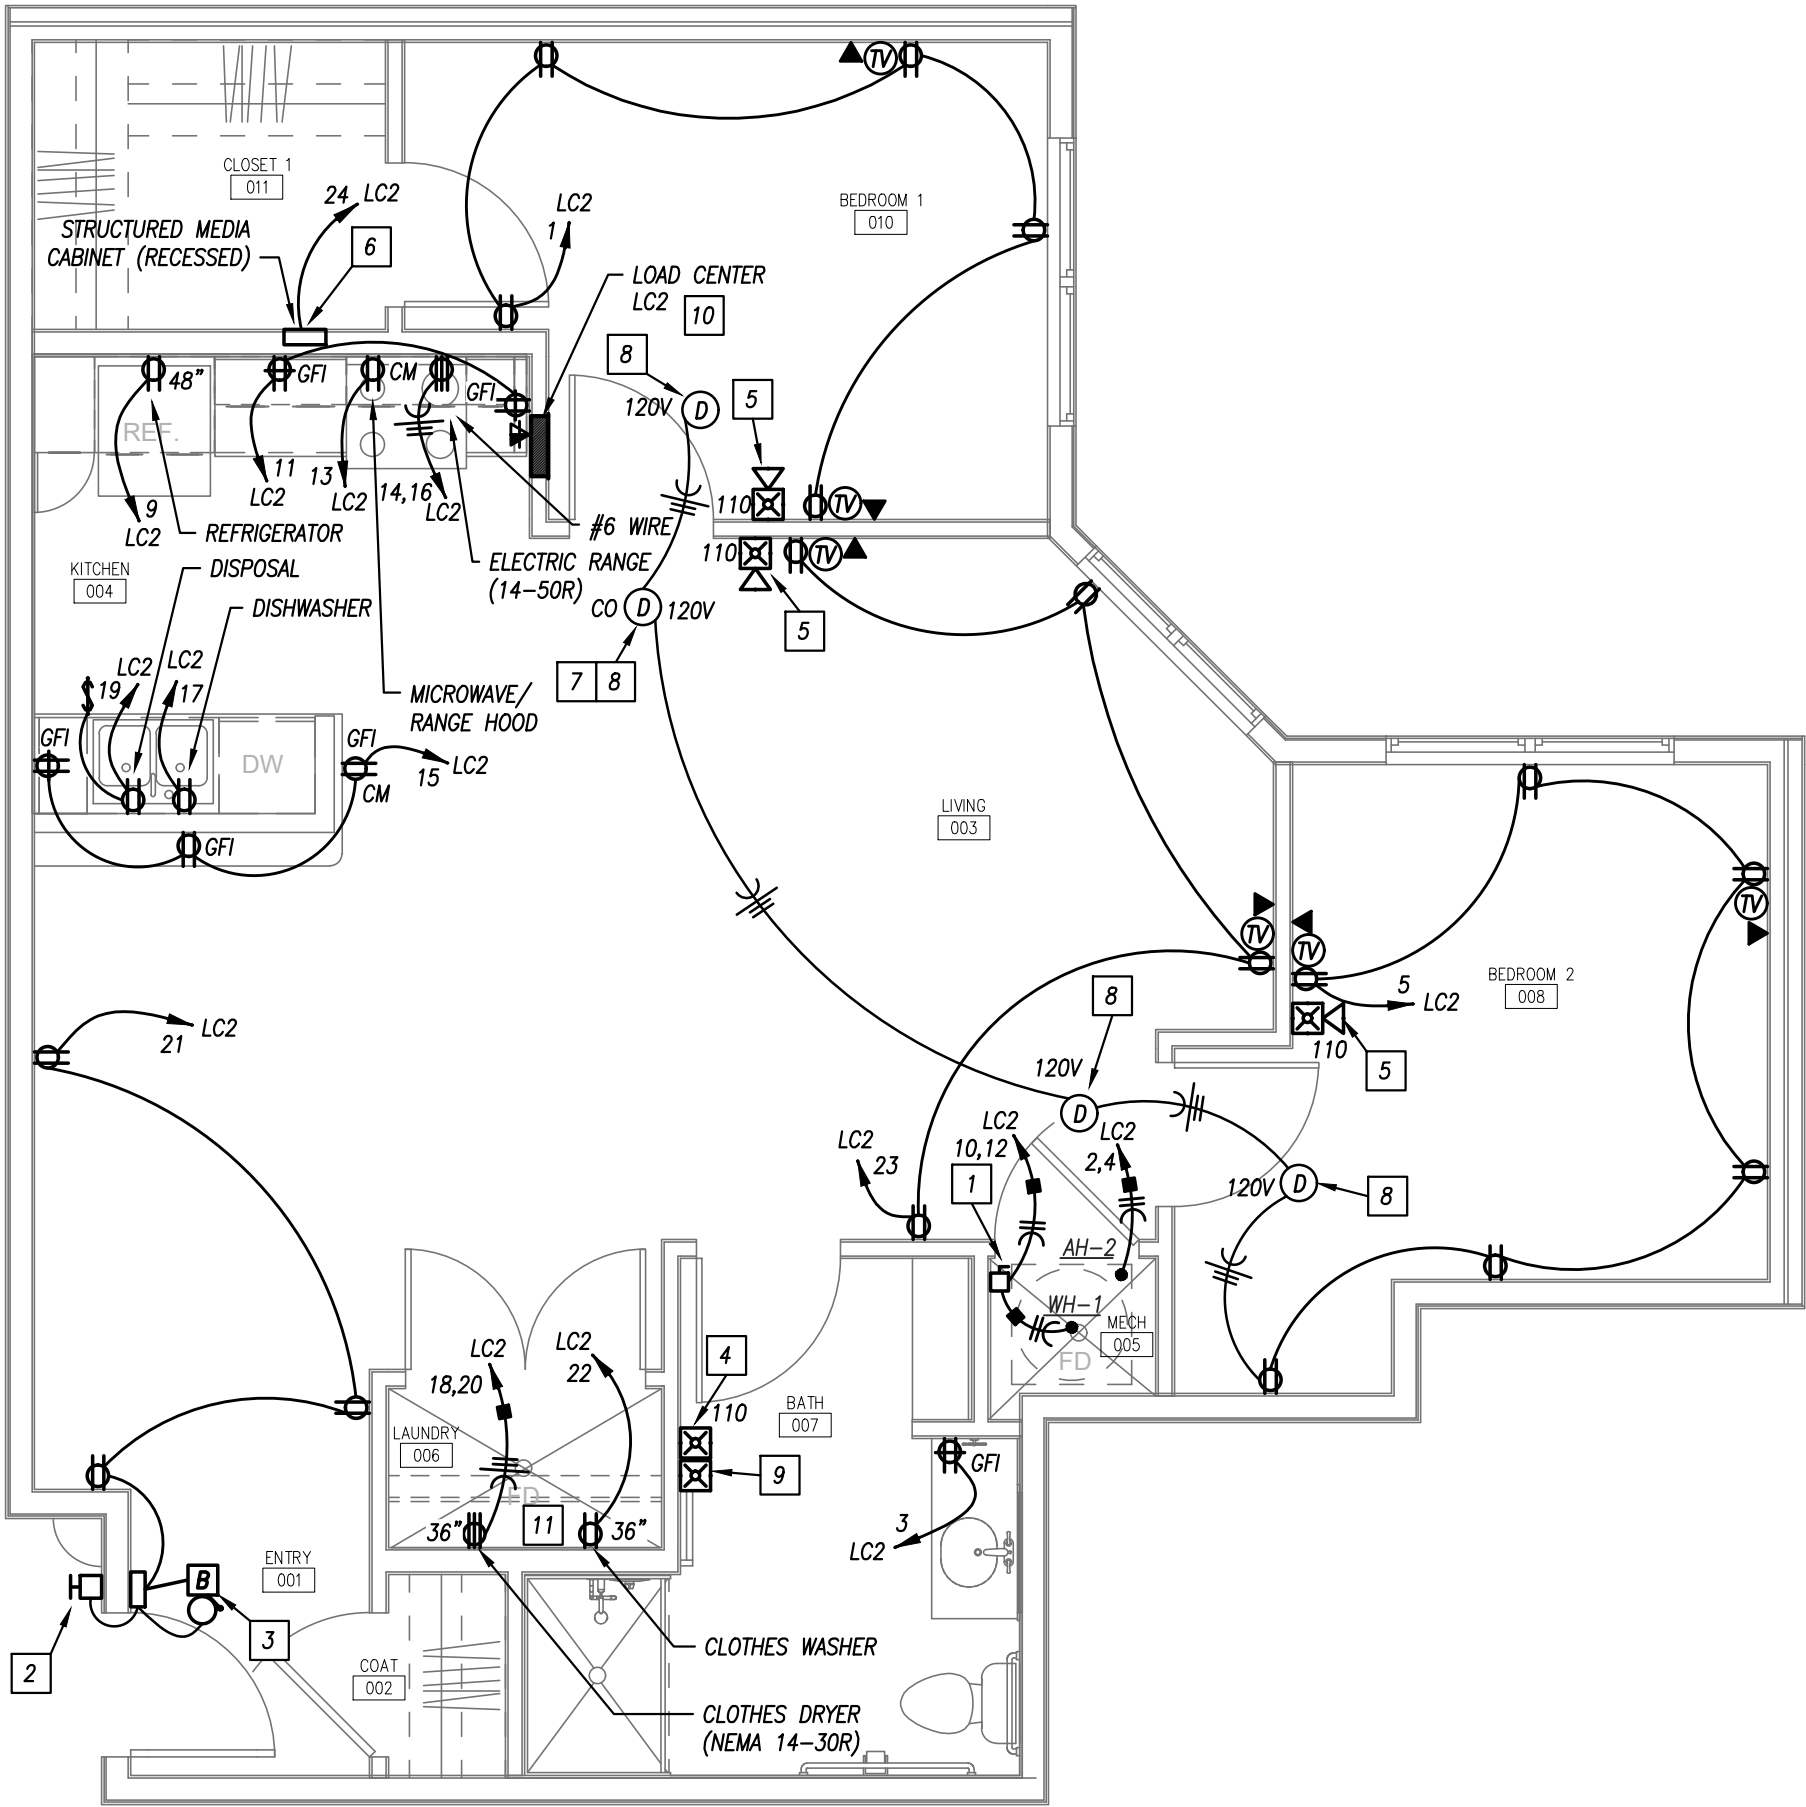 TV
CLOSET 1
011
24 LC2
STRUCTURED MEDIA
CABINET (RECESSED)
6
LC2
1
BEDROOM 1
010
LOAD CENTER
LC2
10
8
120V
D
5
110
TV
48"
GFI
CM
GFI
REF.
11
LC2
13
LC2
14,16
LC2
9
LC2
REFRIGERATOR
#6 WIRE
ELECTRIC RANGE
(14-50R)
110
TV
5
KITCHEN
004
DISPOSAL
DISHWASHER
CO
D
120V
7
8
LC2
19
LC2
17
MICROWAVE/
RANGE HOOD
GFI
DW
GFI
CM
15
LC2
GFI
LIVING
003
TV
TV
TV
BEDROOM 2
008
5
LC2
110
5
8
120V
D
LC2
21
LC2
23
LC2
10,12
LC2
2,4
1
120V
D
8
AH-2
WH-1
MECH
005
FD
LC2
18,20
LC2
22
4
110
BATH
007
9
LAUNDRY
006
FD
36"
11
36"
GFI
3
LC2
ENTRY
001
B
3
2
COAT
002
CLOTHES WASHER
CLOTHES DRYER
(NEMA 14-30R)